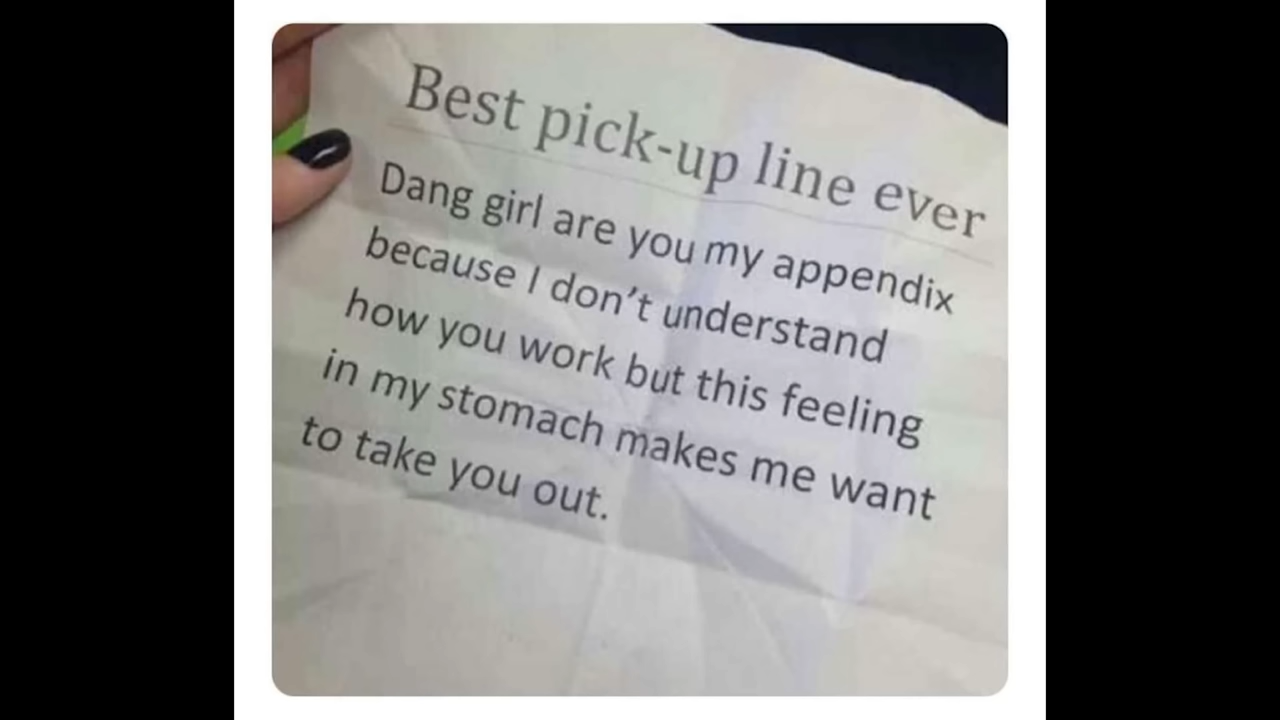 Best pick-up line ever
Dang girl are you my appendix
because I don’t understand
how you work but this feeling
in my stomach makes me want
to take you out.